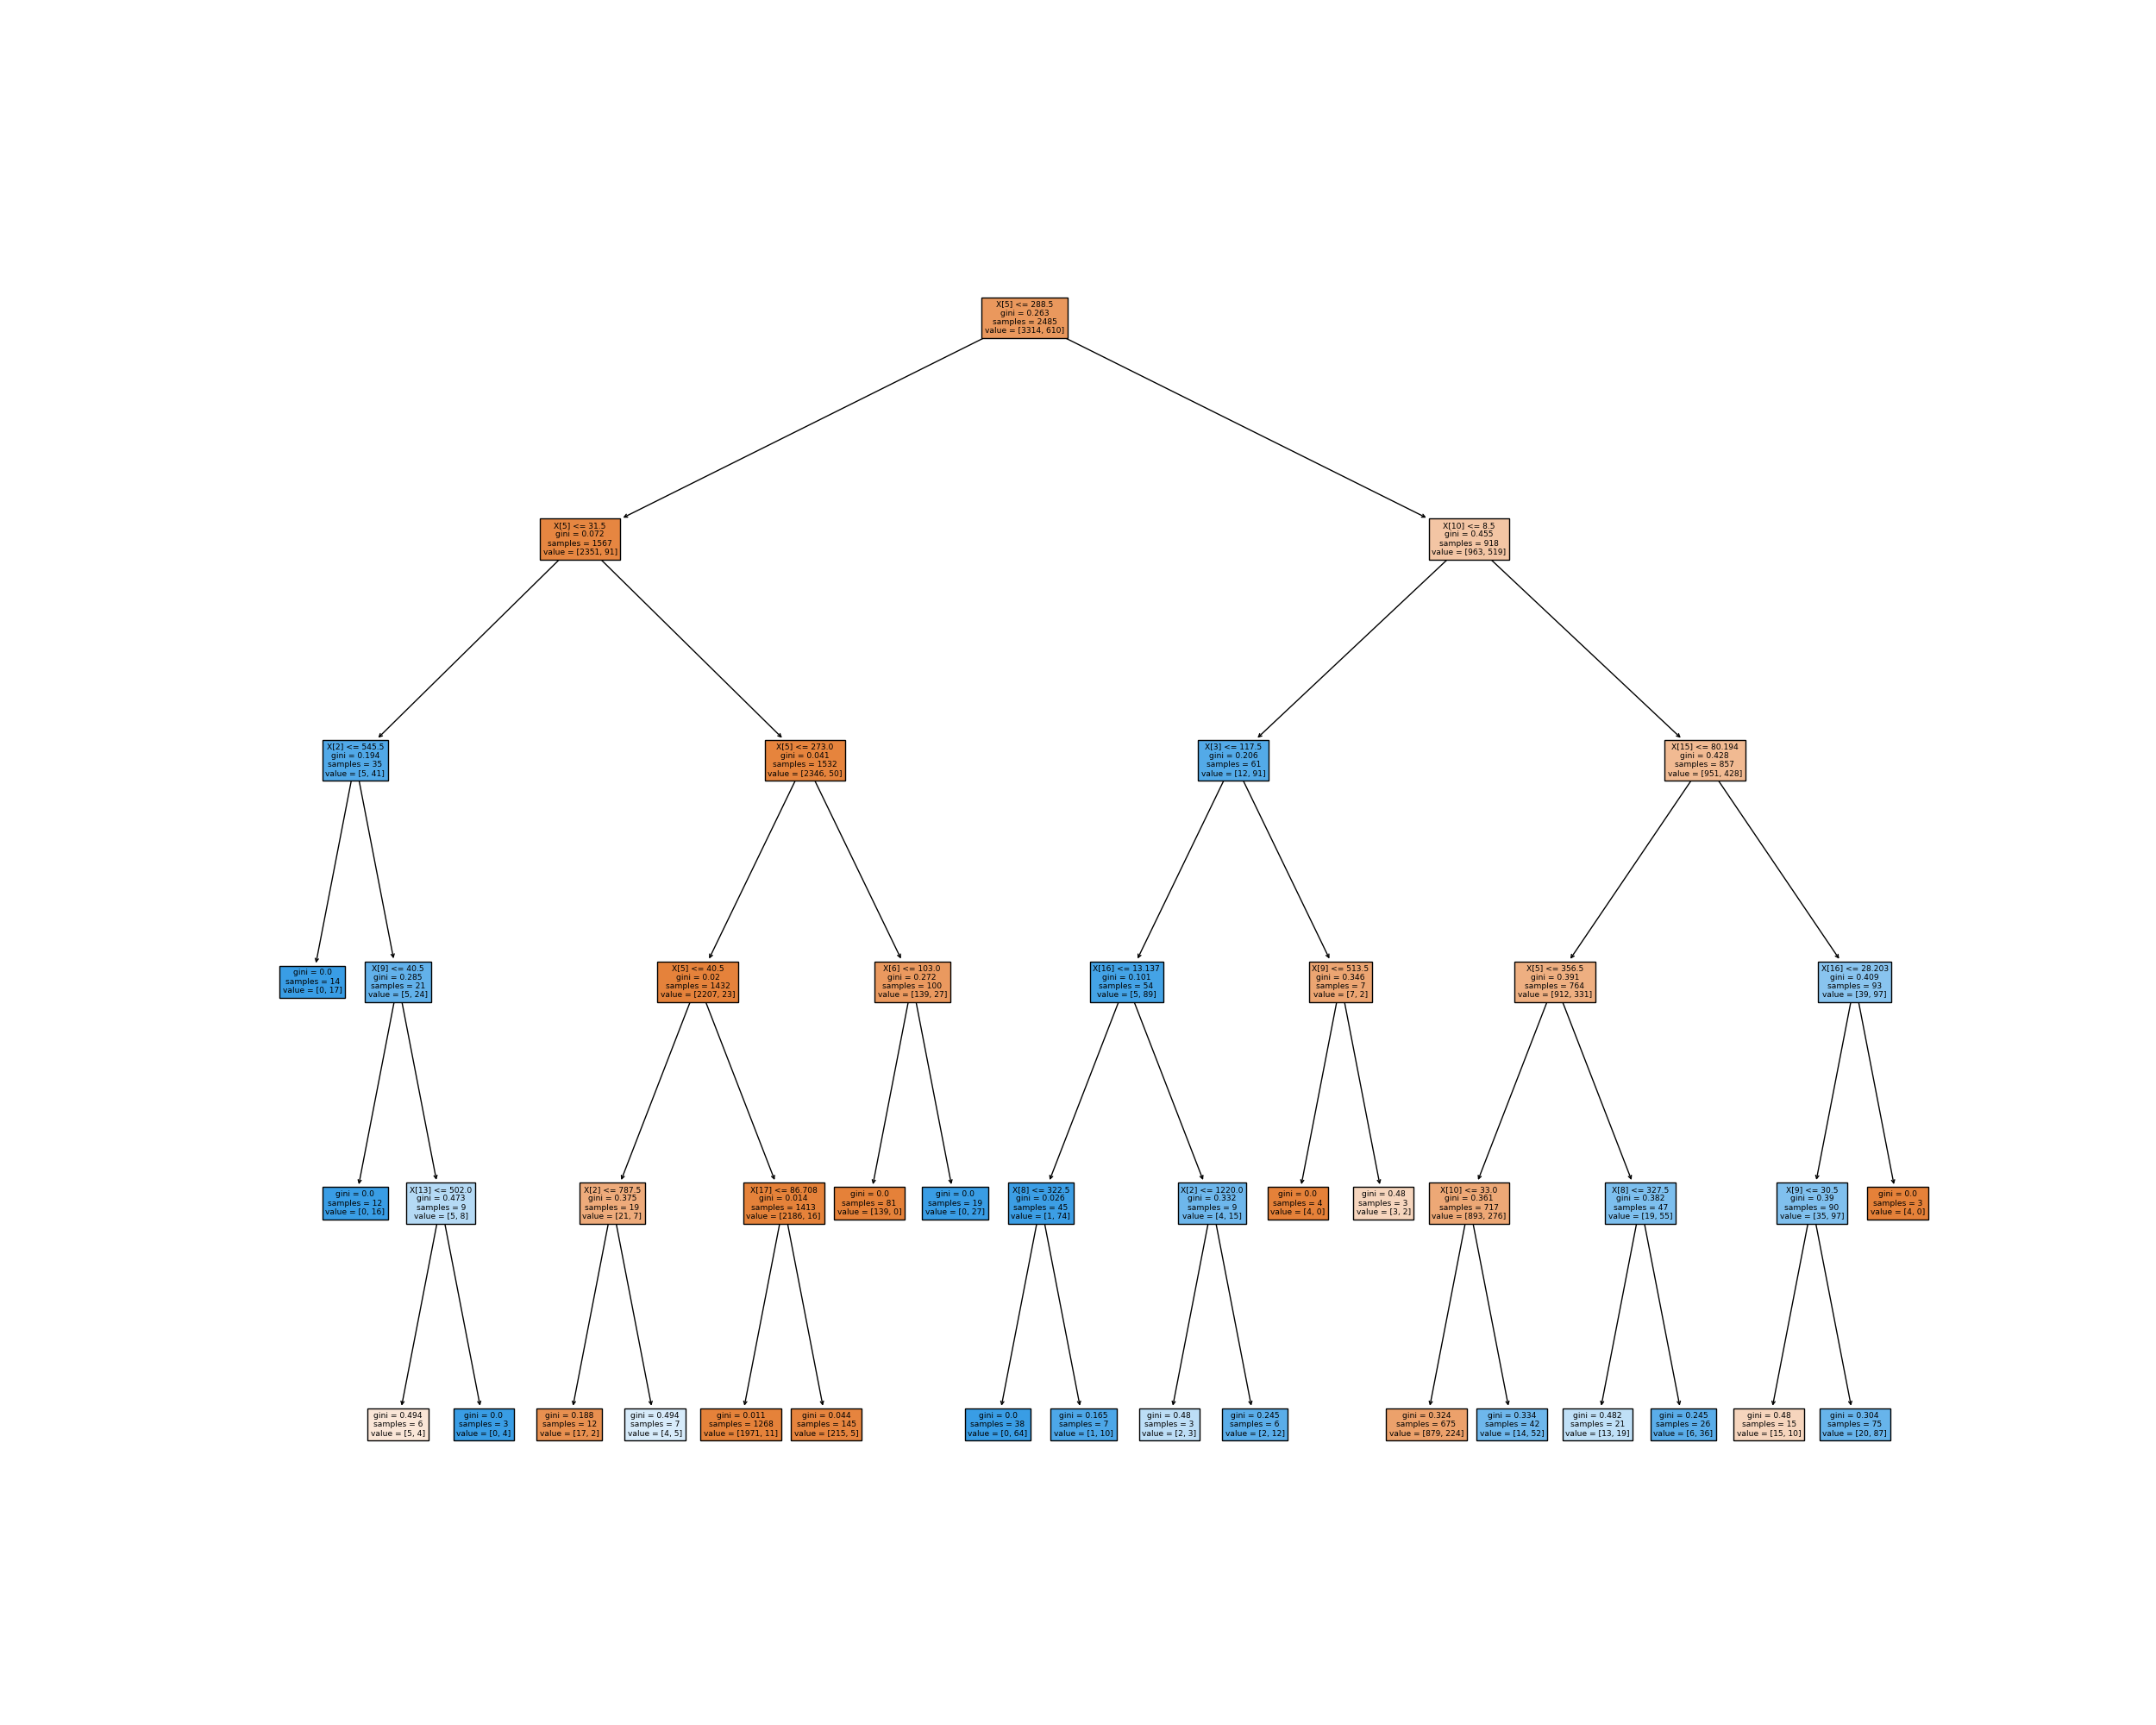 X[5] <= 288.5
gini = 0.263
samples = 2485
value = [3314, 610]
X[5] <= 31.5
gini = 0.072
samples = 1567
value = [2351, 91]
X[10] <= 8.5
gini = 0.455
samples = 918
value = [963, 519]
X[2] <= 545.5
gini = 0.194
samples = 35
value = [5, 41]
X[5] <= 273.0
gini = 0.041
samples = 1532
value = [2346, 50]
X[3] <= 117.5
gini = 0.206
samples = 61
value = [12, 91]
X[15] <= 80.194
gini = 0.428
samples = 857
value = [951, 428]
gini = 0.0
samples = 14
value = [0, 17]
X[9] <= 40.5
gini = 0.285
samples = 21
value = [5, 24]
X[5] <= 40.5
gini = 0.02
samples = 1432
value = [2207, 23]
X[6] <= 103.0
gini = 0.272
samples = 100
value = [139, 27]
X[16] <= 13.137
gini = 0.101
samples = 54
value = [5, 89]
X[9] <= 513.5
gini = 0.346
samples = 7
value = [7, 2]
X[5] <= 356.5
gini = 0.391
samples = 764
value = [912, 331]
X[16] <= 28.203
gini = 0.409
samples = 93
value = [39, 97]
gini = 0.0
samples = 12
value = [0, 16]
X[13] <= 502.0
gini = 0.473
samples = 9
value = [5, 8]
X[2] <= 787.5
gini = 0.375
samples = 19
value = [21, 7]
X[17] <= 86.708
gini = 0.014
samples = 1413
value = [2186, 16]
gini = 0.0
samples = 81
value = [139, 0]
gini = 0.0
samples = 19
value = [0, 27]
X[8] <= 322.5
gini = 0.026
samples = 45
value = [1, 74]
X[2] <= 1220.0
gini = 0.332
samples = 9
value = [4, 15]
gini = 0.0
samples = 4
value = [4, 0]
gini = 0.48
samples = 3
value = [3, 2]
X[10] <= 33.0
gini = 0.361
samples = 717
value = [893, 276]
X[8] <= 327.5
gini = 0.382
samples = 47
value = [19, 55]
X[9] <= 30.5
gini = 0.39
samples = 90
value = [35, 97]
gini = 0.0
samples = 3
value = [4, 0]
gini = 0.494
samples = 6
value = [5, 4]
gini = 0.0
samples = 3
value = [0, 4]
gini = 0.188
samples = 12
value = [17, 2]
gini = 0.494
samples = 7
value = [4, 5]
gini = 0.011
samples = 1268
value = [1971, 11]
gini = 0.044
samples = 145
value = [215, 5]
gini = 0.0
samples = 38
value = [0, 64]
gini = 0.165
samples = 7
value = [1, 10]
gini = 0.48
samples = 3
value = [2, 3]
gini = 0.245
samples = 6
value = [2, 12]
gini = 0.324
samples = 675
value = [879, 224]
gini = 0.334
samples = 42
value = [14, 52]
gini = 0.482
samples = 21
value = [13, 19]
gini = 0.245
samples = 26
value = [6, 36]
gini = 0.48
samples = 15
value = [15, 10]
gini = 0.304
samples = 75
value = [20, 87]